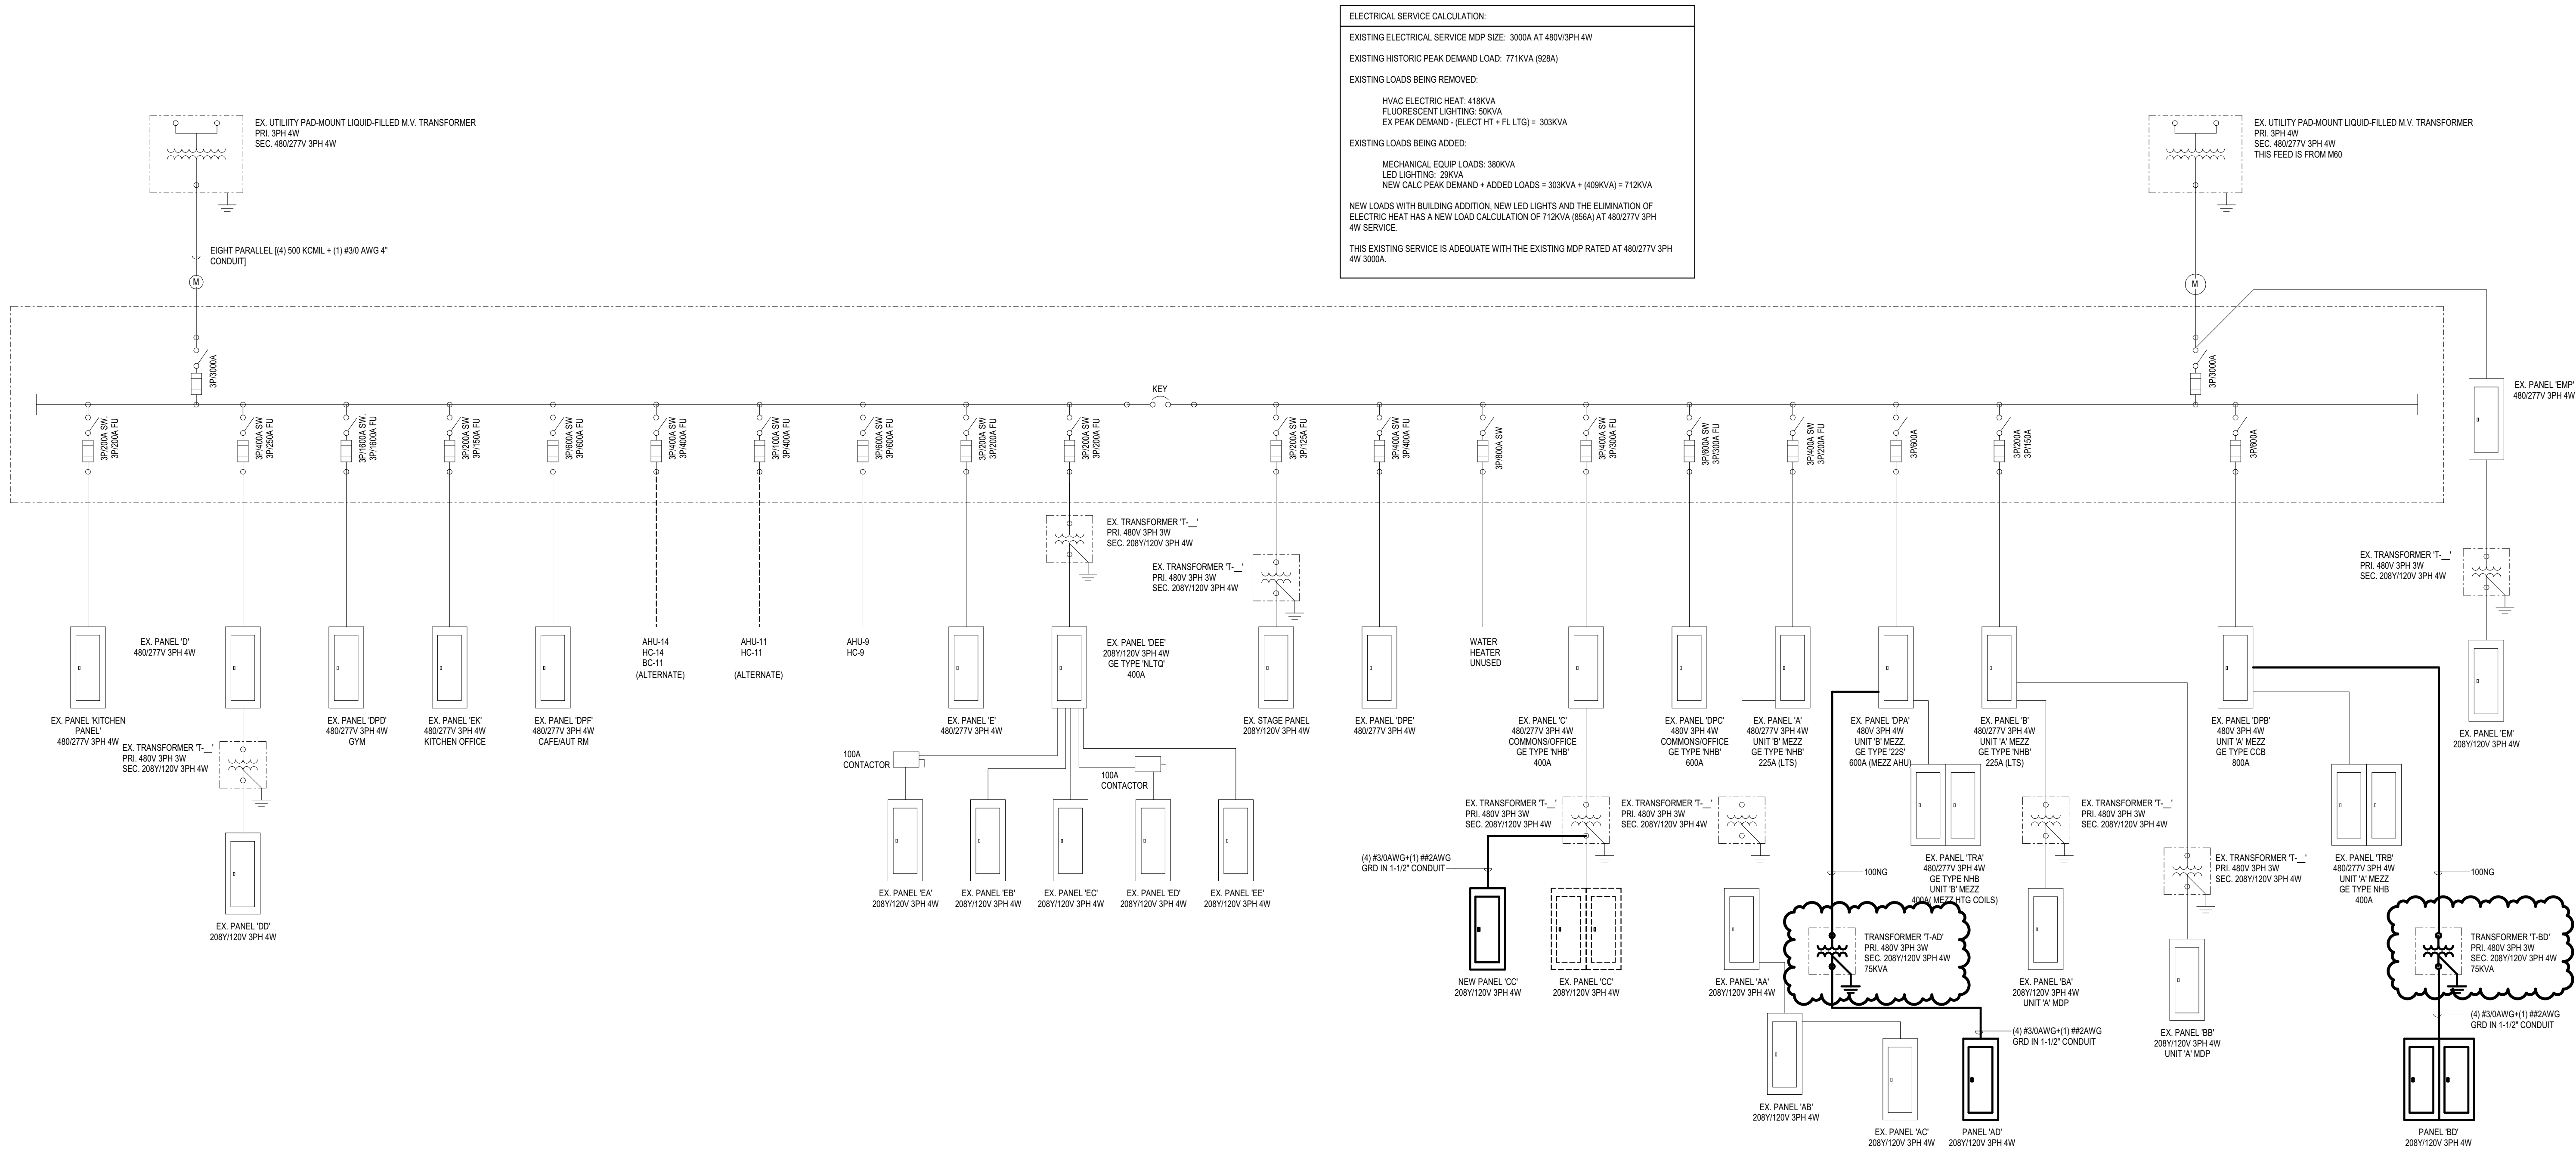 ELECTRICAL SERVICE CALCULATION:
EXISTING ELECTRICAL SERVICE MDP SIZE: 3000A AT 480V/3PH 4W
EXISTING HISTORIC PEAK DEMAND LOAD: 771KVA (928A)
EXISTING LOADS BEING REMOVED:
HVAC ELECTRIC HEAT: 418KVA
FLUORESCENT LIGHTING: 50KVA
EX PEAK DEMAND - (ELECT HT + FL LTG) = 303KVA
EXISTING LOADS BEING ADDED:
MECHANICAL EQUIP LOADS: 380KVA
LED LIGHTING: 29KVA
NEW CALC PEAK DEMAND + ADDED LOADS = 303KVA + (409KVA) = 712KVA
NEW LOADS WITH BUILDING ADDITION, NEW LED LIGHTS AND THE ELIMINATION OF
ELECTRIC HEAT HAS A NEW LOAD CALCULATION OF 712KVA (856A) AT 480/277V 3PH
4W SERVICE.
THIS EXISTING SERVICE IS ADEQUATE WITH THE EXISTING MDP RATED AT 480/277V 3PH
4W 3000A.
EX. UTILIITY PAD-MOUNT LIQUID-FILLED M.V. TRANSFORMER
PRI. 3PH 4W
SEC. 480/277V 3PH 4W
EX. UTILITY PAD-MOUNT LIQUID-FILLED M.V. TRANSFORMER
PRI. 3PH 4W
SEC. 480/277V 3PH 4W
THIS FEED IS FROM M60
EIGHT PARALLEL [(4) 500 KCMIL + (1) #3/0 AWG 4"
CONDUIT]
M
M
3P/3000A
3P/3000A
KEY
EX. PANEL 'EMP'
480/277V 3PH 4W
3P/200A SW.
3P/200A FU
3P/400A SW
3P/250A FU
3P/1600A SW.
3P/1600A FU
3P/200A SW
3P/150A FU
3P/600A SW
3P/600A FU
3P/400A SW
3P/400A FU
3P/100A SW
3P/400A FU
3P/600A SW
3P/600A FU
3P/200A SW
3P/200A FU
3P/200A SW
3P/200A FU
3P/200A SW
3P/125A FU
3P/400A SW
3P/400A FU
3P/800A SW
3P/400A SW
3P/300A FU
3P/600A SW
3P/300A FU
3P/400A SW
3P/200A FU
3P/600A
3P/200A
3P/150A
3P/600A
EX. TRANSFORMER 'T-__'
PRI. 480V 3PH 3W
SEC. 208Y/120V 3PH 4W
EX. TRANSFORMER 'T-__'
PRI. 480V 3PH 3W
SEC. 208Y/120V 3PH 4W
EX. TRANSFORMER 'T-__'
PRI. 480V 3PH 3W
SEC. 208Y/120V 3PH 4W
EX. PANEL 'KITCHEN
PANEL'
480/277V 3PH 4W
EX. PANEL 'D'
480/277V 3PH 4W
EX. PANEL 'DPD'
480/277V 3PH 4W
GYM
EX. PANEL 'EK'
480/277V 3PH 4W
KITCHEN OFFICE
EX. PANEL 'DPF'
480/277V 3PH 4W
CAFE/AUT RM
AHU-14
HC-14
BC-11
(ALTERNATE)
AHU-11
HC-11
(ALTERNATE)
AHU-9
HC-9
EX. PANEL 'E'
480/277V 3PH 4W
EX. PANEL 'DEE'
208Y/120V 3PH 4W
GE TYPE 'NLTQ'
400A
EX. STAGE PANEL
208Y/120V 3PH 4W
EX. PANEL 'DPE'
480/277V 3PH 4W
WATER
HEATER
UNUSED
EX. PANEL 'C'
480/277V 3PH 4W
COMMONS/OFFICE
GE TYPE 'NHB'
400A
EX. PANEL 'DPC'
480V 3PH 4W
COMMONS/OFFICE
GE TYPE 'NHB'
600A
EX. PANEL 'A'
480/277V 3PH 4W
UNIT 'B' MEZZ
GE TYPE 'NHB'
225A (LTS)
EX. PANEL 'DPA'
480V 3PH 4W
UNIT 'B' MEZZ.
GE TYPE '22S'
600A (MEZZ AHU)
EX. PANEL 'B'
480/277V 3PH 4W
UNIT 'A' MEZZ
GE TYPE 'NHB'
225A (LTS)
EX. PANEL 'DPB'
480V 3PH 4W
UNIT 'A' MEZZ
GE TYPE CCB
800A
EX. PANEL 'EM'
208Y/120V 3PH 4W
EX. TRANSFORMER 'T-__'
PRI. 480V 3PH 3W
SEC. 208Y/120V 3PH 4W
EX. PANEL 'DD'
208Y/120V 3PH 4W
100A
CONTACTOR
100A
CONTACTOR
EX. PANEL 'EA'
208Y/120V 3PH 4W
EX. PANEL 'EB'
208Y/120V 3PH 4W
EX. PANEL 'EC'
208Y/120V 3PH 4W
EX. PANEL 'ED'
208Y/120V 3PH 4W
EX. PANEL 'EE'
208Y/120V 3PH 4W
EX. TRANSFORMER 'T-__'
PRI. 480V 3PH 3W
SEC. 208Y/120V 3PH 4W
EX. TRANSFORMER 'T-__'
PRI. 480V 3PH 3W
SEC. 208Y/120V 3PH 4W
EX. TRANSFORMER 'T-__'
PRI. 480V 3PH 3W
SEC. 208Y/120V 3PH 4W
EX. TRANSFORMER 'T-__'
PRI. 480V 3PH 3W
SEC. 208Y/120V 3PH 4W
(4) #3/0AWG+(1) ##2AWG
GRD IN 1-1/2" CONDUIT
100NG
EX. PANEL 'TRA'
480/277V 3PH 4W
GE TYPE NHB
UNIT 'B' MEZZ
400A( MEZZ HTG COILS)
EX. PANEL 'TRB'
480/277V 3PH 4W
UNIT 'A' MEZZ
GE TYPE NHB
400A
100NG
NEW PANEL 'CC'
208Y/120V 3PH 4W
EX. PANEL 'CC'
208Y/120V 3PH 4W
EX. PANEL 'AA'
208Y/120V 3PH 4W
TRANSFORMER 'T-AD'
PRI. 480V 3PH 3W
SEC. 208Y/120V 3PH 4W
75KVA
EX. PANEL 'BA'
208Y/120V 3PH 4W
UNIT 'A' MDP
TRANSFORMER 'T-BD'
PRI. 480V 3PH 3W
SEC. 208Y/120V 3PH 4W
75KVA
(4) #3/0AWG+(1) ##2AWG
GRD IN 1-1/2" CONDUIT
EX. PANEL 'BB'
208Y/120V 3PH 4W
UNIT 'A' MDP
(4) #3/0AWG+(1) ##2AWG
GRD IN 1-1/2" CONDUIT
EX. PANEL 'AB'
208Y/120V 3PH 4W
EX. PANEL 'AC'
208Y/120V 3PH 4W
PANEL 'AD'
208Y/120V 3PH 4W
PANEL 'BD'
208Y/120V 3PH 4W